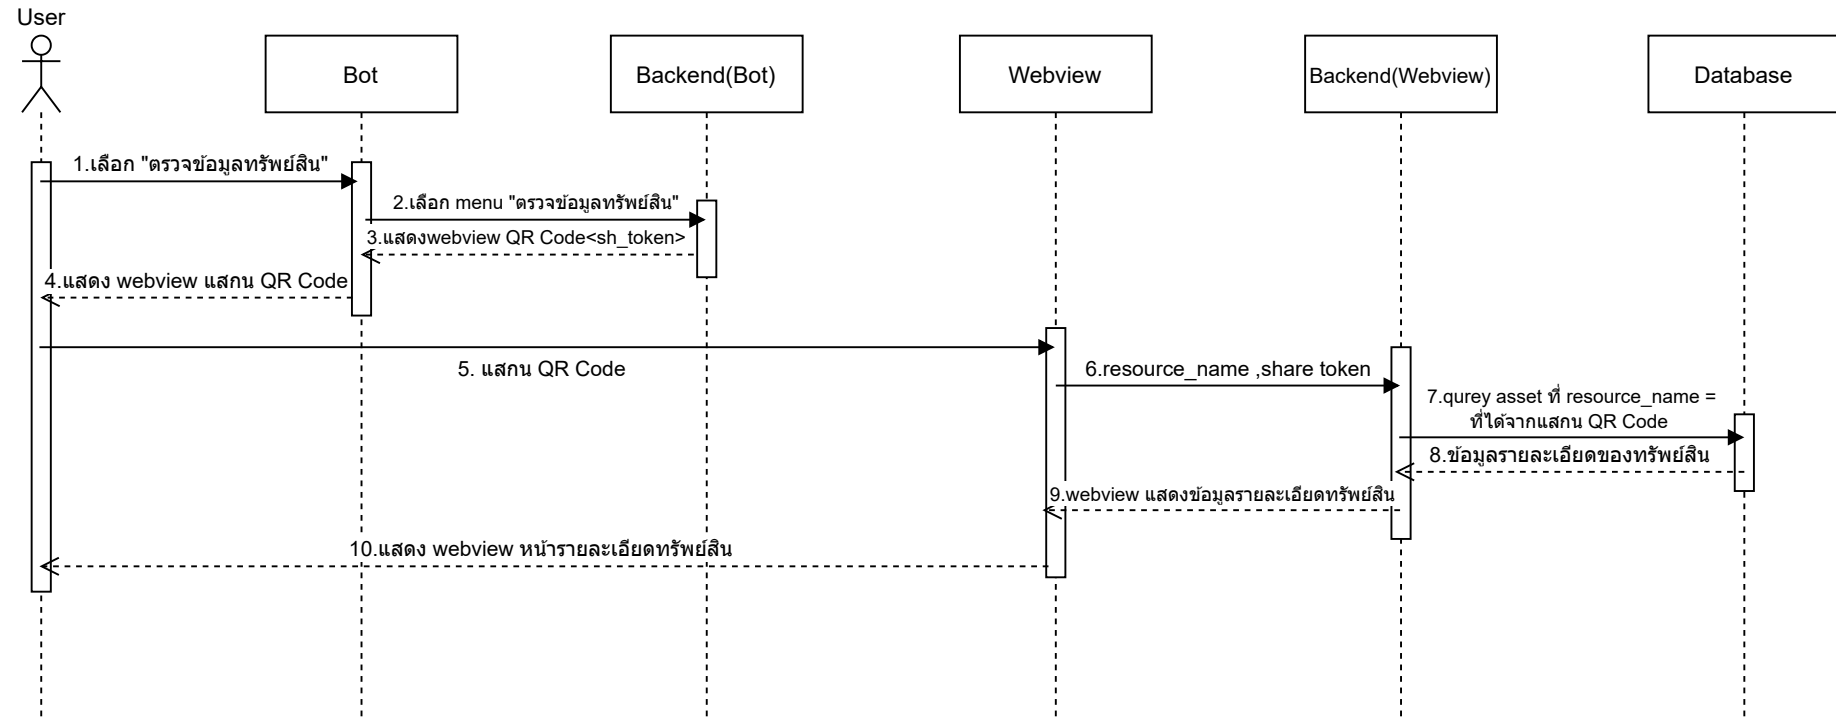 User
Bot
Backend(Bot)
Webview
Backend(Webview)
Database
1.เลือก "ตรวจข้อมูลทรัพย์สิน"
2.เลือก menu "ตรวจข้อมูลทรัพย์สิน"
3.แสดงwebview QR Code<sh_token>
4.แสดง webview แสกน QR Code
5. แสกน QR Code
6.resource_name ,share token
7.qurey asset ที่ resource_name =
ที่ได้จากแสกน QR Code
8.ข้อมูลรายละเอียดของทรัพย์สิน
9.webview แสดงข้อมูลรายละเอียดทรัพย์สิน
10.แสดง webview หน้ารายละเอียดทรัพย์สิน